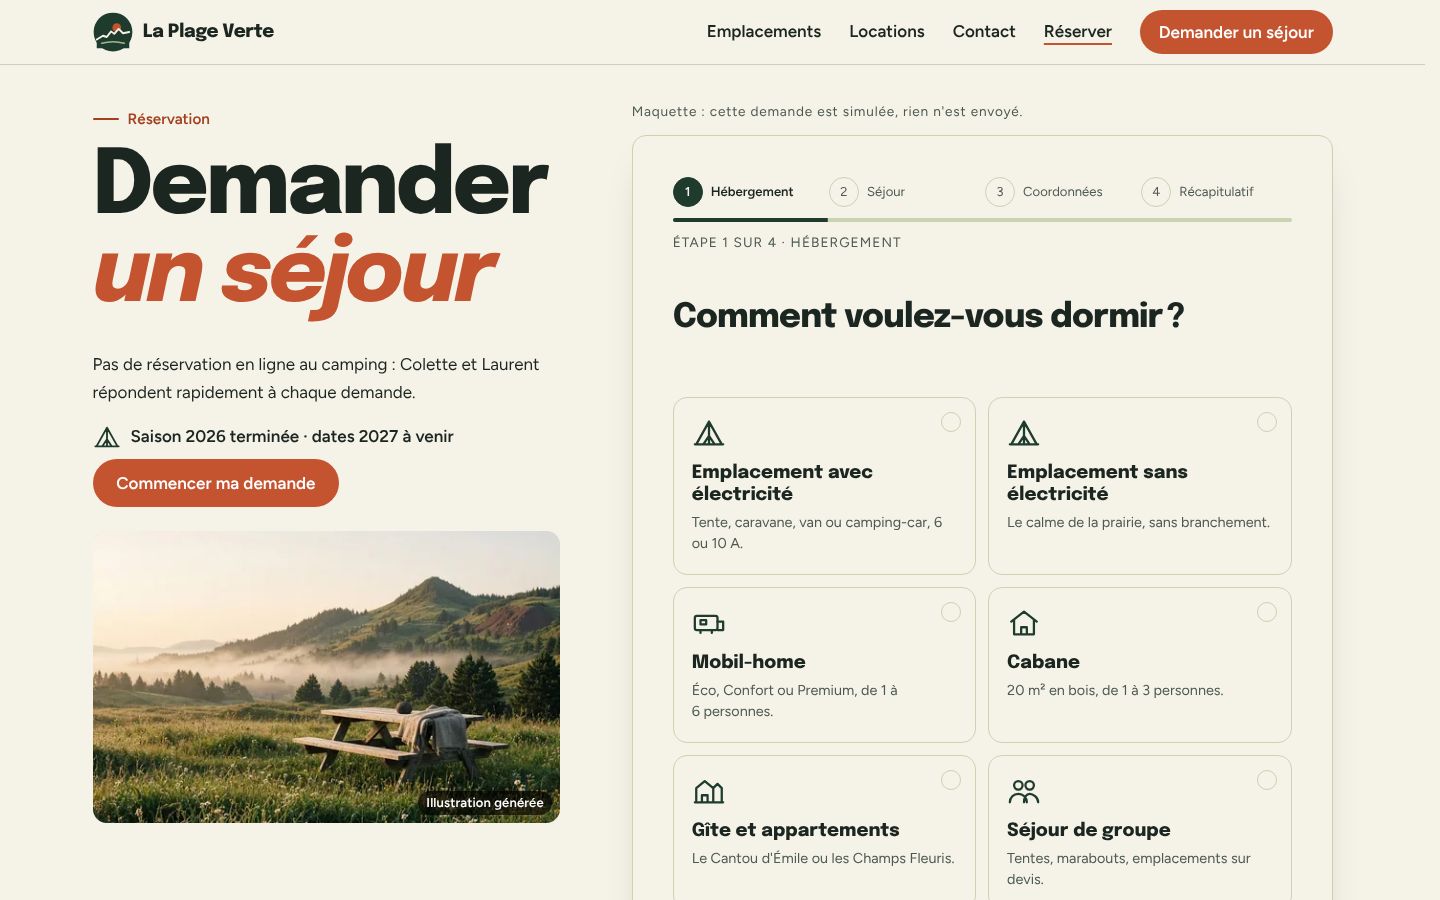 La Plage Verte
Emplacements
Locations
Contact
Réserver
Demander un séjour
Réservation
Demander
un séjour
Pas de réservation en ligne au camping : Colette et Laurent
répondent rapidement à chaque demande.
Saison 2026 terminée · dates 2027 à venir
Commencer ma demande
Illustration générée
Maquette : cette demande est simulée, rien n'est envoyé.
1 Hébergement
2 Séjour
3 Coordonnées
4 Récapitulatif
ÉTAPE 1 SUR 4 · HÉBERGEMENT
Comment voulez-vous dormir ?
Emplacement avec
électricité
Tente, caravane, van ou camping-car, 6
ou 10 A.
Emplacement sans
électricité
Le calme de la prairie, sans branchement.
Mobil-home
Éco, Confort ou Premium, de 1 à
6 personnes.
Cabane
20 m² en bois, de 1 à 3 personnes.
Gîte et appartements
Le Cantou d'Émile ou les Champs Fleuris.
Séjour de groupe
Tentes, marabouts, emplacements sur
devis.